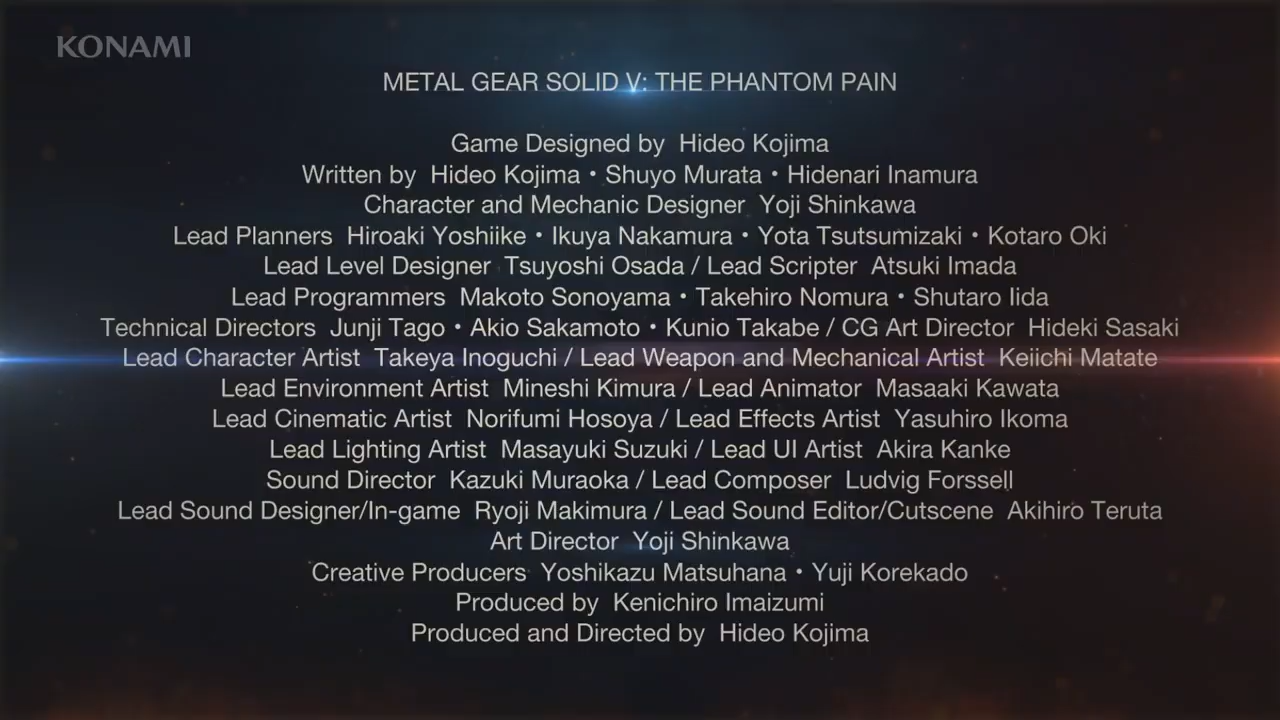 KONAMI
METAL GEAR SOLID V: THE PHANTOM PAIN
Game Designed by Hideo Kojima
Written by Hideo Kojima・Shuyo Murata・Hidenari Inamura
Character and Mechanic Designer Yoji Shinkawa
Lead Planners Hiroaki Yoshiike・Ikuya Nakamura・Yota Tsutsumizaki・Kotaro Oki
Lead Level Designer Tsuyoshi Osada / Lead Scripter Atsuki Imada
Lead Programmers Makoto Sonoyama・Takehiro Nomura・Shutaro Iida
Technical Directors Junji Tago・Akio Sakamoto・Kunio Takabe / CG Art Director Hideki Sasaki
Lead Character Artist Takeya Inoguchi / Lead Weapon and Mechanical Artist Keiichi Matate
Lead Environment Artist Mineshi Kimura / Lead Animator Masaaki Kawata
Lead Cinematic Artist Norifumi Hosoya / Lead Effects Artist Yasuhiro Ikoma
Lead Lighting Artist Masayuki Suzuki / Lead UI Artist Akira Kanke
Sound Director Kazuki Muraoka / Lead Composer Ludvig Forssell
Lead Sound Designer/In-game Ryoji Makimura / Lead Sound Editor/Cutscene Akihiro Teruta
Art Director Yoji Shinkawa
Creative Producers Yoshikazu Matsuhana・Yuji Korekado
Produced by Kenichiro Imaizumi
Produced and Directed by Hideo Kojima